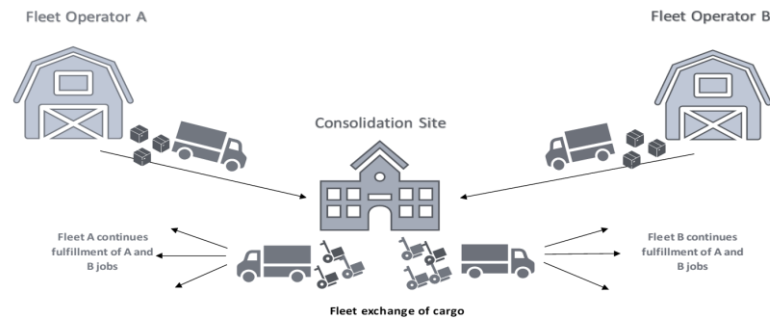 Fleet Operator A
Fleet Operator B
Consolidation Site
Fleet A continues
fulfillment of A and
B jobs
Fleet B continues
fulfillment of A and
B jobs
Fleet exchange of cargo